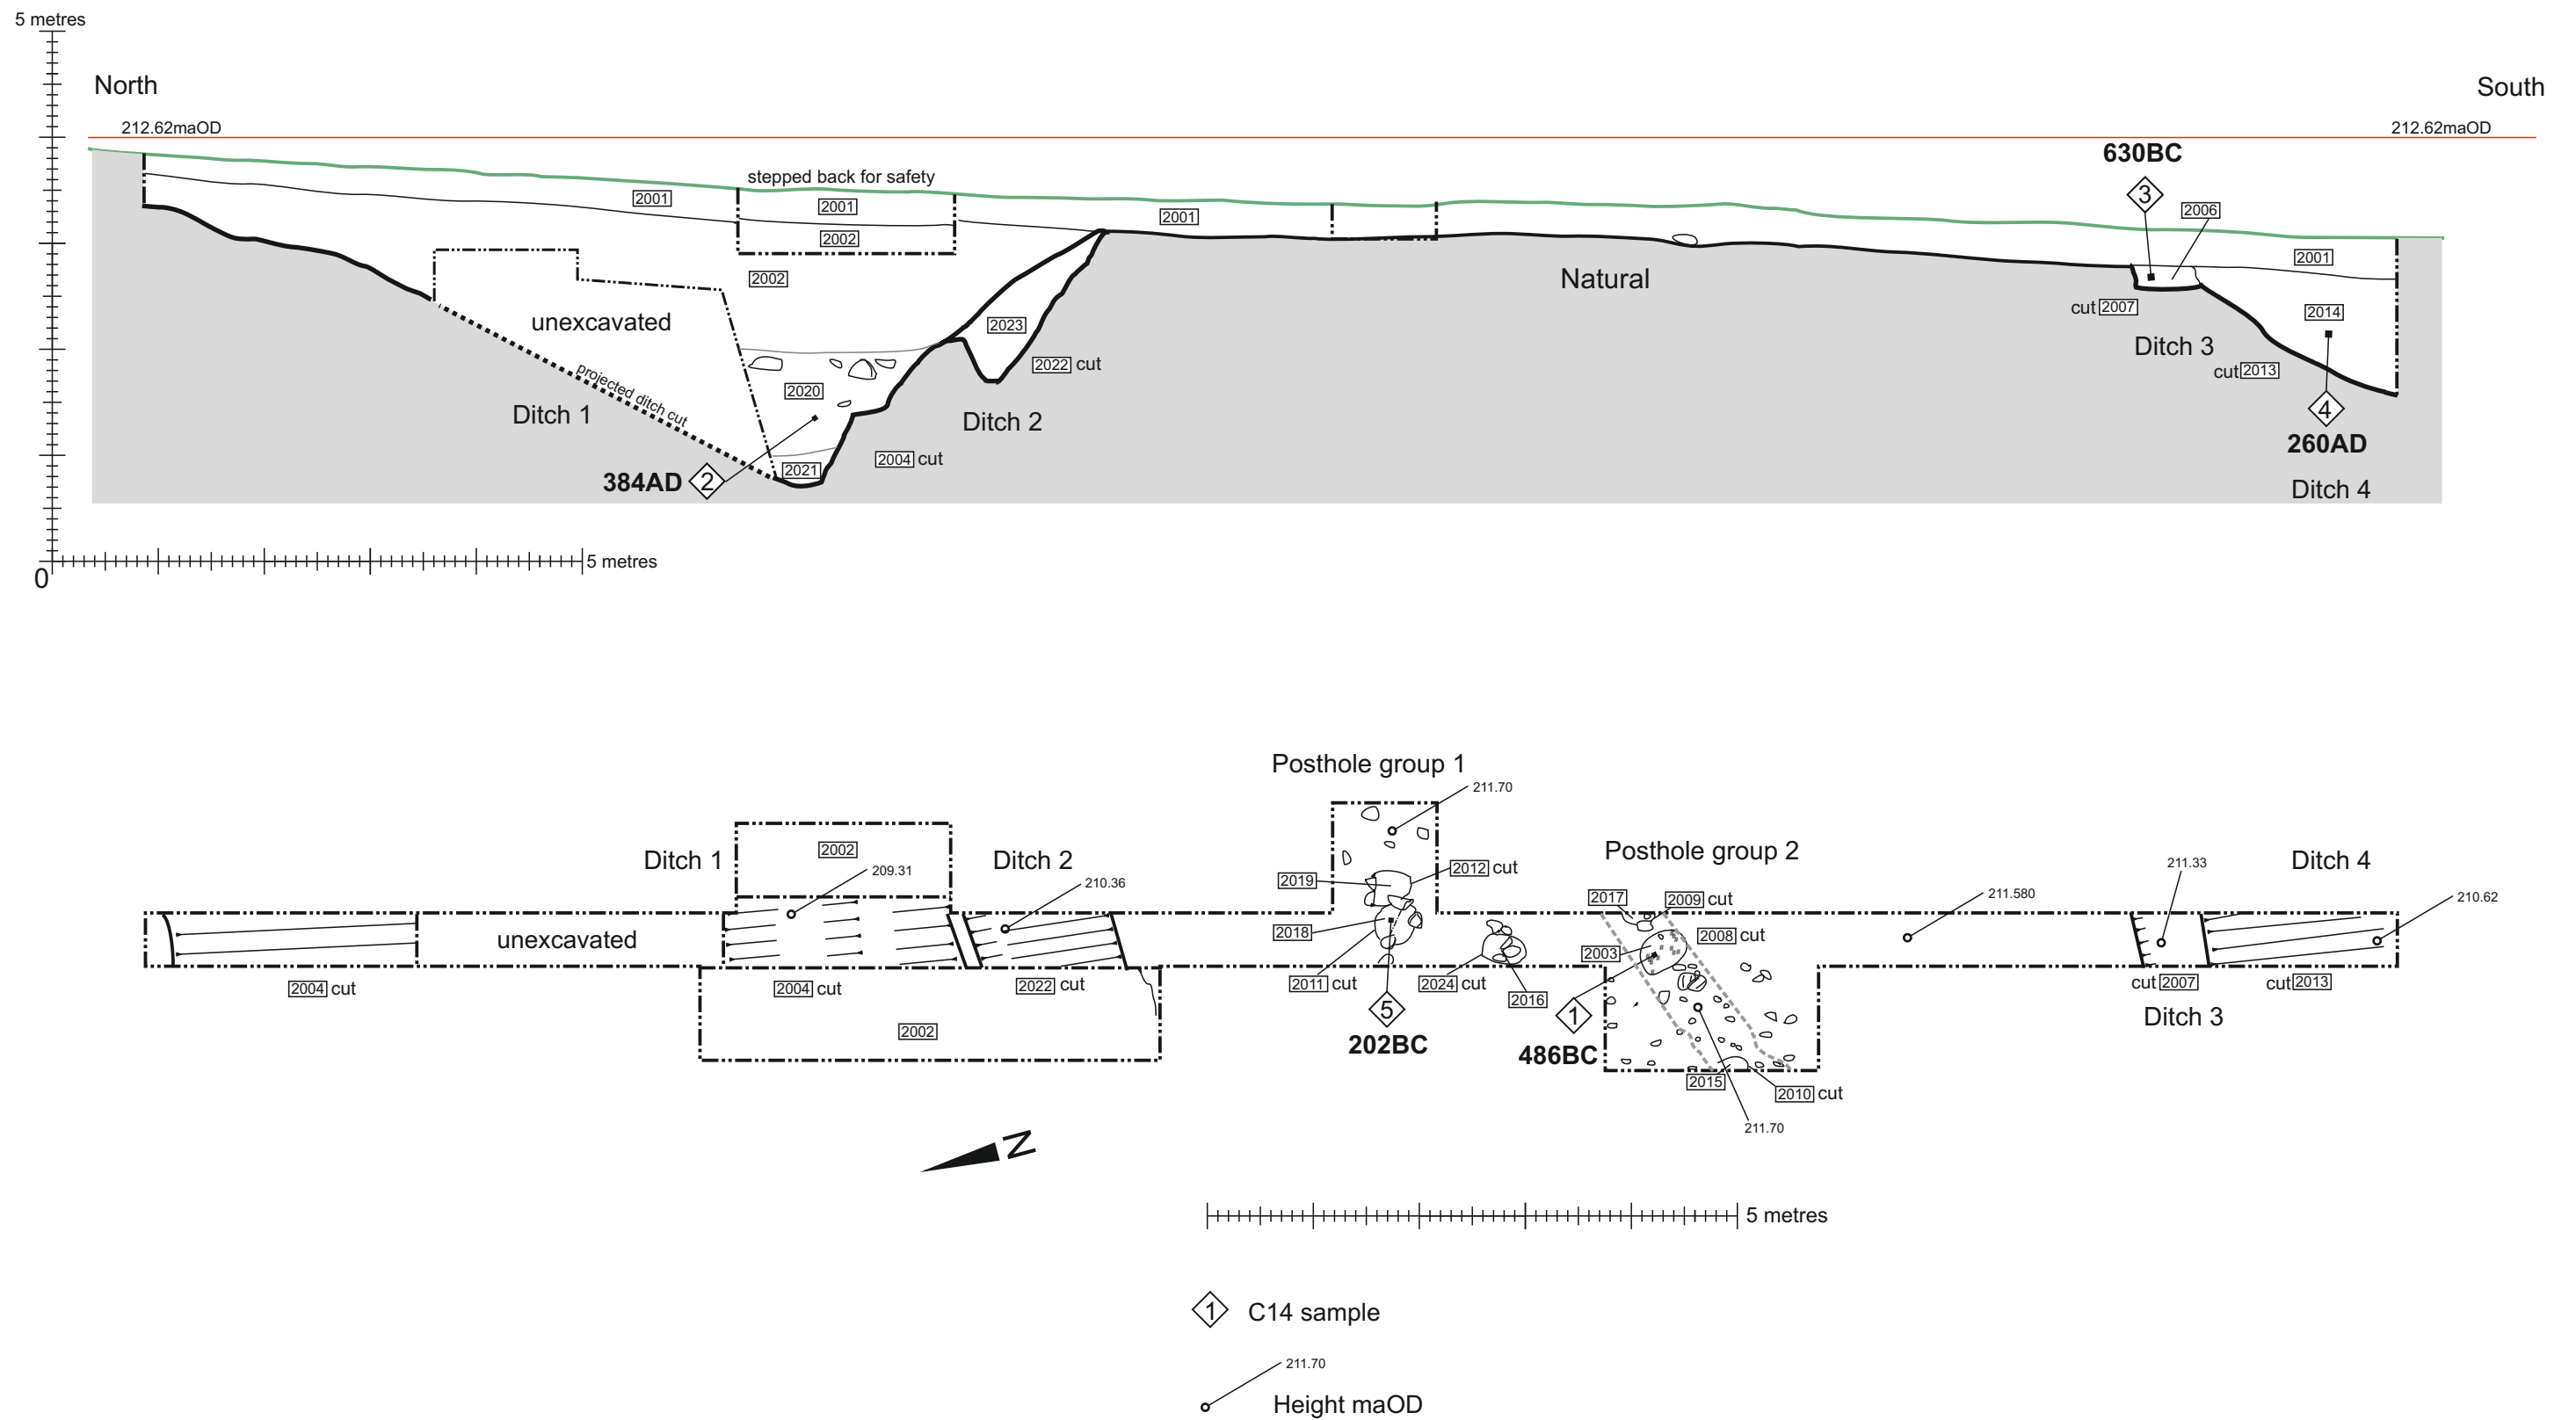 5 metres
North
South
212.62maOD
212.62maOD
630BC
3
stepped back for safety
2001
2001
2001
2006
2002
2001
2002
Natural
unexcavated
2023
cut 2007
2014
Ditch 3
2022 cut
cut 2013
projected ditch cut
2020
Ditch 1
Ditch 2
4
260AD
2004 cut
2021
384AD 2
Ditch 4
0
5 metres
Posthole group 1
211.70
Ditch 1
2002
Ditch 2
Posthole group 2
211.33
Ditch 4
209.31
210.36
2019
2012 cut
2017
2009 cut
211.580
210.62
unexcavated
2018
2003
2008 cut
2004 cut
2004 cut
2022 cut
2011 cut
2024 cut
2016
cut 2007
cut 2013
5
1
Ditch 3
2002
202BC
486BC
2015
2010 cut
211.70
N
5 metres
1 C14 sample
211.70
Height maOD